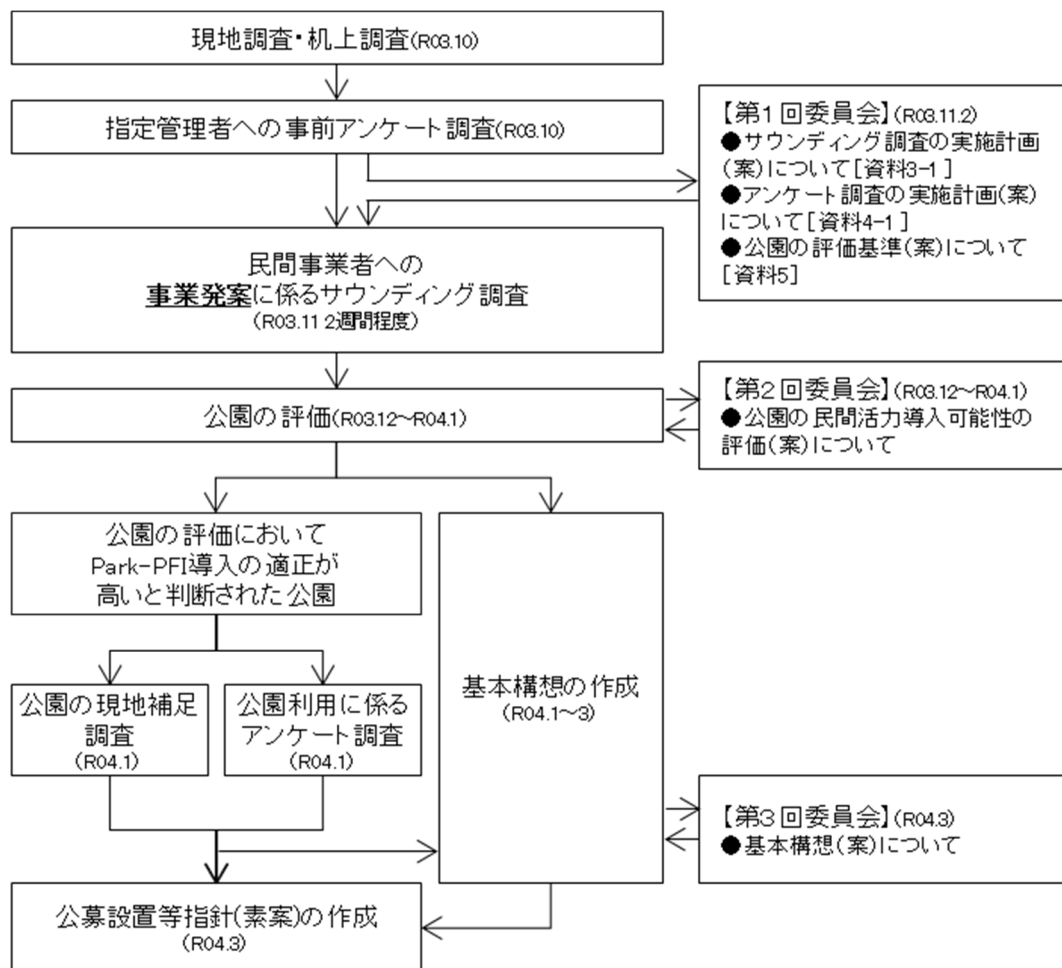 現地調査・机上調査(R03.10)
指定管理者への事前アンケート調査(R03.10)
【第1回委員会】(R03.11.2)
●サウンディング調査の実施計画
(案)について[資料3-1]
●アンケート調査の実施計画(案)
について[資料4-1]
●公園の評価基準(案)について
[資料5]
民間事業者への
事業発案に係るサウンディング調査
(R03.11 2週間程度)
公園の評価(R03.12~R04.1)
【第2回委員会】(R03.12~R04.1)
●公園の民間活力導入可能性の
評価(案)について
公園の評価において
Park-PFI導入の適正が
高いと判断された公園
公園の現地補足
調査
(R04.1)
公園利用に係る
アンケート調査
(R04.1)
基本構想の作成
(R04.1~3)
【第3回委員会】(R04.3)
●基本構想(案)について
公募設置等指針(素案)の作成
(R04.3)